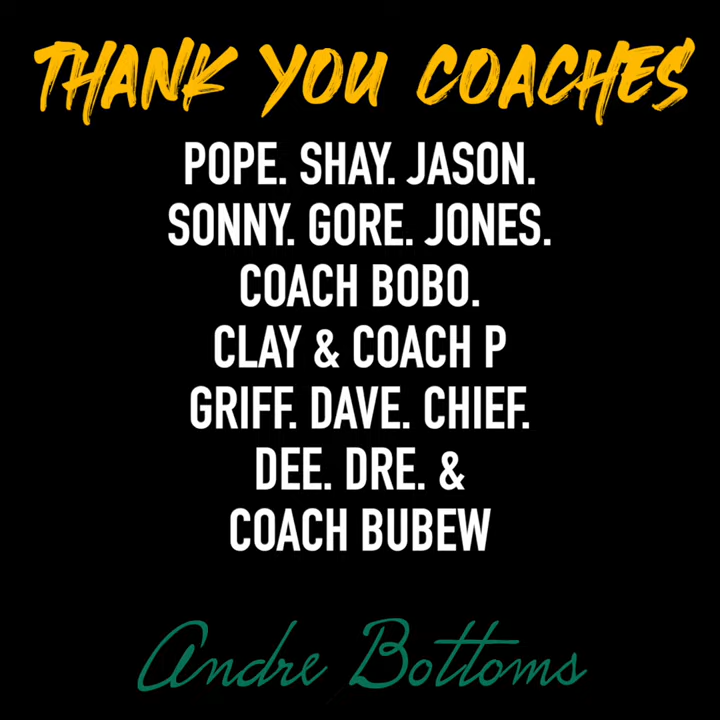 THANK YOU COACHES
POPE. SHAY. JASON.
SONNY. GORE. JONES.
COACH BOBO.
CLAY & COACH P
GRIFF. DAVE. CHIEF.
DEE. DRE. &
COACH BUBEW
Andre Bottoms